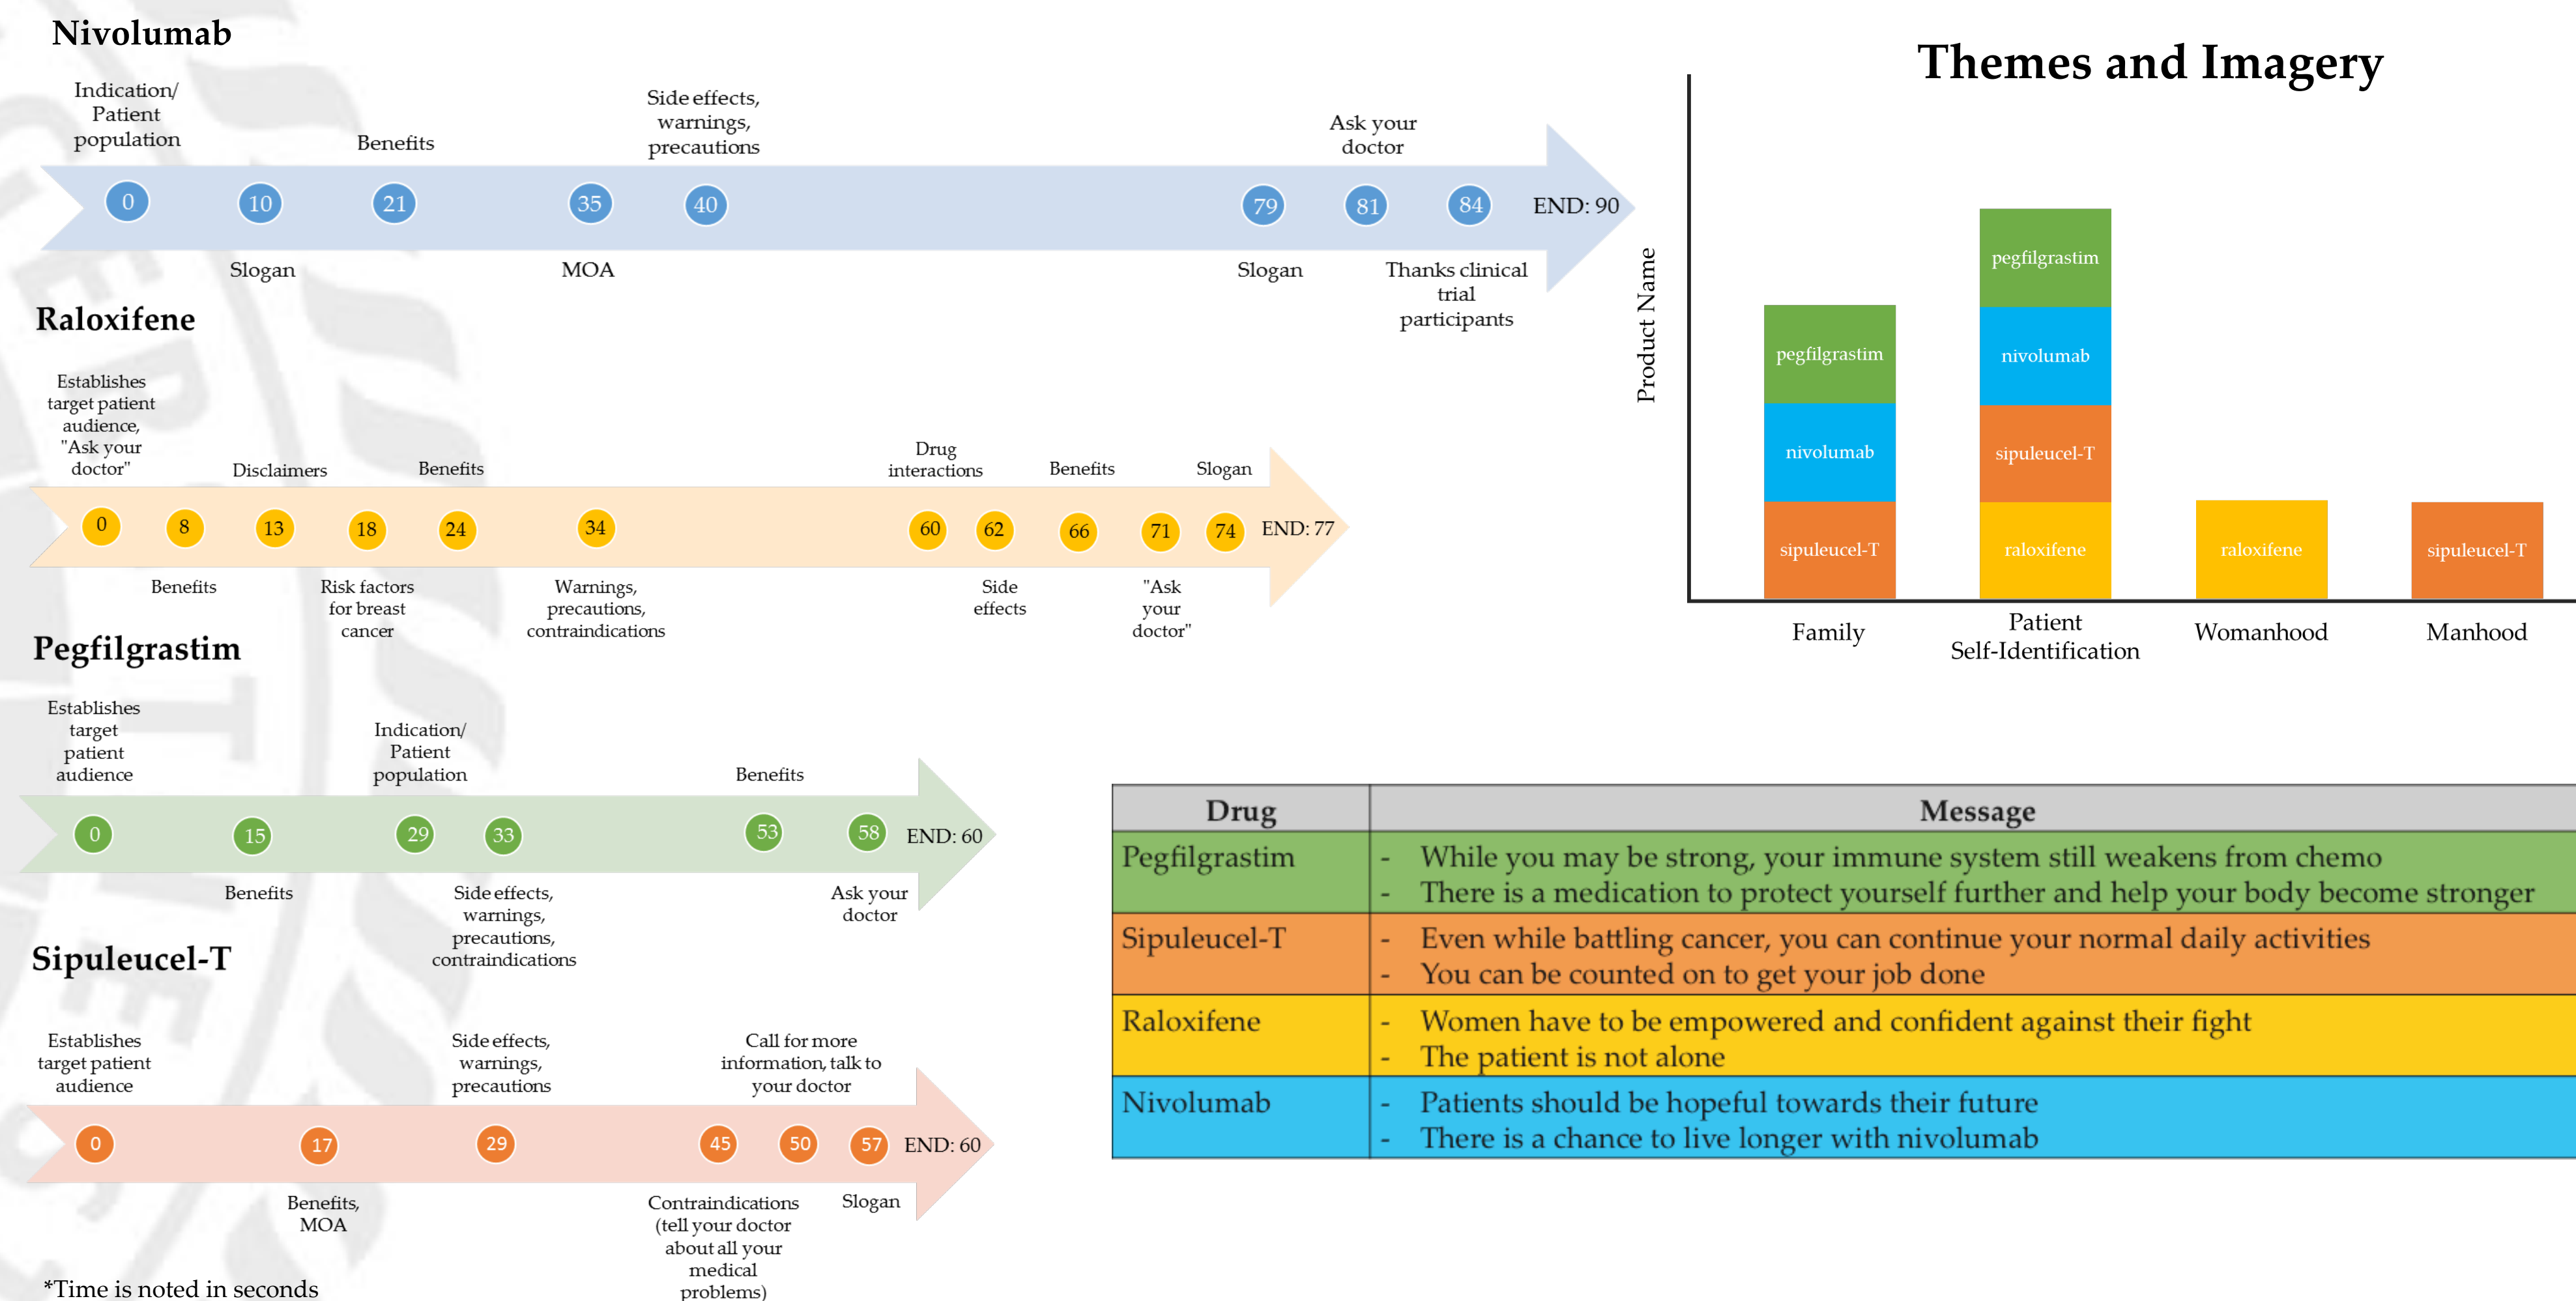 Nivolumab
Indication/
Patient
population
Benefits
Side effects,
warnings,
precautions
Ask your
doctor
0
10
21
35
40
79
81
84
END: 90
Slogan
MOA
Slogan
Thanks clinical
trial
participants
Raloxifene
Establishes
target patient
audience,
"Ask your
doctor"
Disclaimers
Benefits
Drug
interactions
Benefits
Slogan
0
8
13
18
24
34
60
62
66
71
74
END: 77
Benefits
Risk factors
for breast
cancer
Warnings,
precautions,
contraindications
Side
effects
"Ask
your
doctor"
Pegfilgrastim
Establishes
target
patient
audience
Indication/
Patient
population
Benefits
0
15
29
33
53
58
END: 60
Benefits
Side effects,
warnings,
precautions,
contraindications
Ask your
doctor
Sipuleucel-T
Establishes
target patient
audience
Side effects,
warnings,
precautions
Call for more
information, talk to
your doctor
0
17
29
45
50
57
END: 60
Benefits,
MOA
Contraindications
(tell your doctor
about all your
medical
problems)
Slogan
*Time is noted in seconds
Themes and Imagery
Product Name
pegfilgrastim
nivolumab
sipuleucel-T
pegfilgrastim
nivolumab
sipuleucel-T
raloxifene
raloxifene
sipuleucel-T
Family
Patient
Self-Identification
Womanhood
Manhood
Drug
Message
Pegfilgrastim
- While you may be strong, your immune system still weakens from chemo
- There is a medication to protect yourself further and help your body become stronger
Sipuleucel-T
- Even while battling cancer, you can continue your normal daily activities
- You can be counted on to get your job done
Raloxifene
- Women have to be empowered and confident against their fight
- The patient is not alone
Nivolumab
- Patients should be hopeful towards their future
- There is a chance to live longer with nivolumab